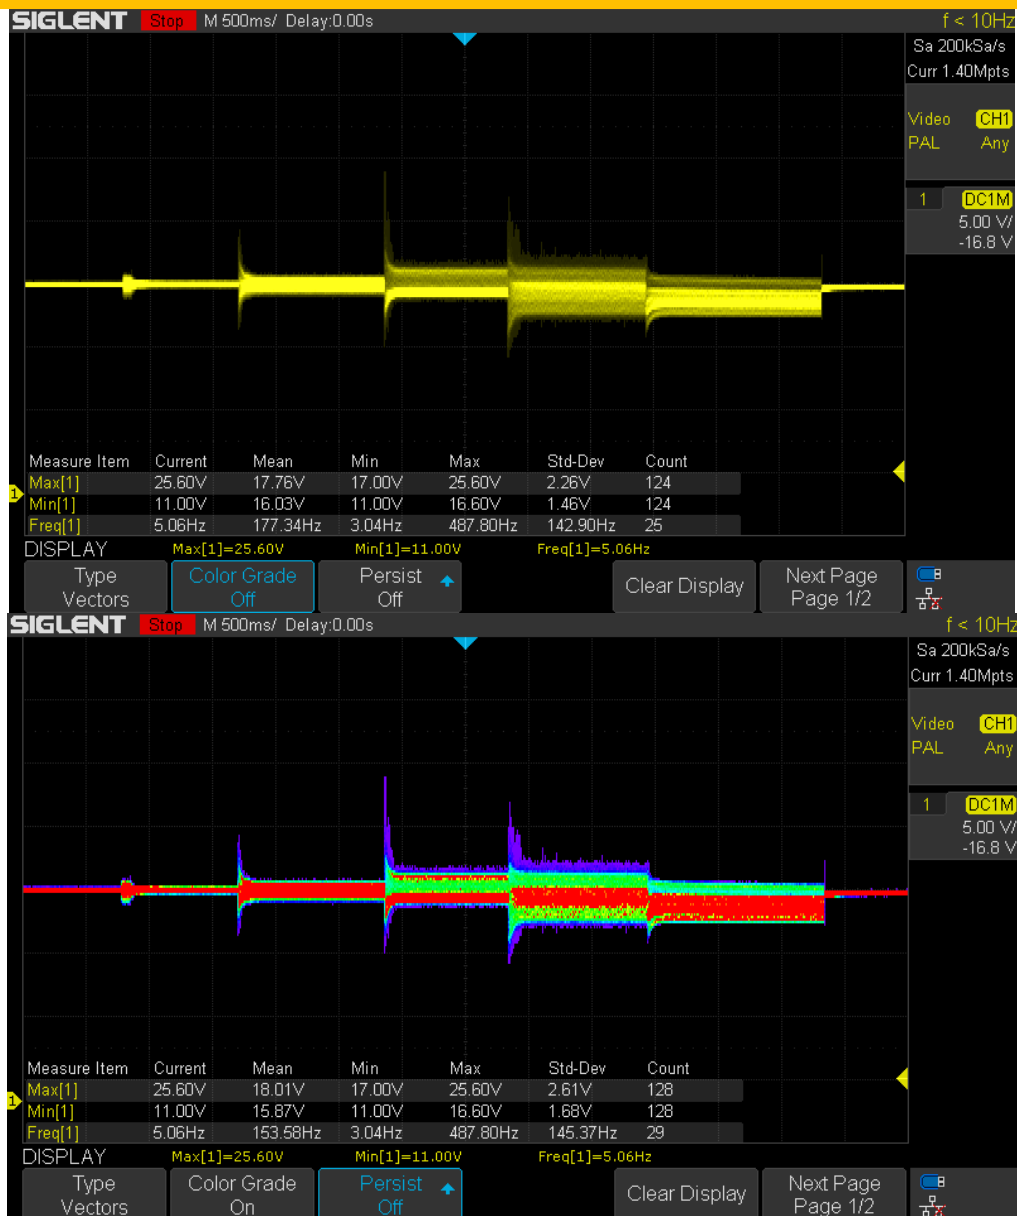 SIGLENT Stop M 500ms/ Delay:0.00s f < 10Hz
Sa 200kSa/s
Curr 1.40Mpts
Video CH1
PAL Any
1 DC1M
5.00 V/
-16.8 V
Measure Item Current Mean Min Max Std-Dev Count
Max[1] 25.60V 17.76V 17.00V 25.60V 2.26V 124
1 Min[1] 11.00V 16.03V 11.00V 16.60V 1.46V 124
Freq[1] 5.06Hz 177.34Hz 3.04Hz 487.80Hz 142.90Hz 25
DISPLAY Max[1]=25.60V Min[1]=11.00V Freq[1]=5.06Hz
Type Color Grade Persist Clear Display Next Page
Vectors Off Off Page 1/2
SIGLENT Stop M 500ms/ Delay:0.00s f < 10Hz
Sa 200kSa/s
Curr 1.40Mpts
Video CH1
PAL Any
1 DC1M
5.00 V/
-16.8 V
Measure Item Current Mean Min Max Std-Dev Count
1 Max[1] 25.60V 18.01V 17.00V 25.60V 2.61V 128
Min[1] 11.00V 15.87V 11.00V 16.60V 1.68V 128
Freq[1] 5.06Hz 153.58Hz 3.04Hz 487.80Hz 145.37Hz 29
DISPLAY Max[1]=25.60V Min[1]=11.00V Freq[1]=5.06Hz
Type Color Grade Persist Clear Display Next Page
Vectors On Off Page 1/2